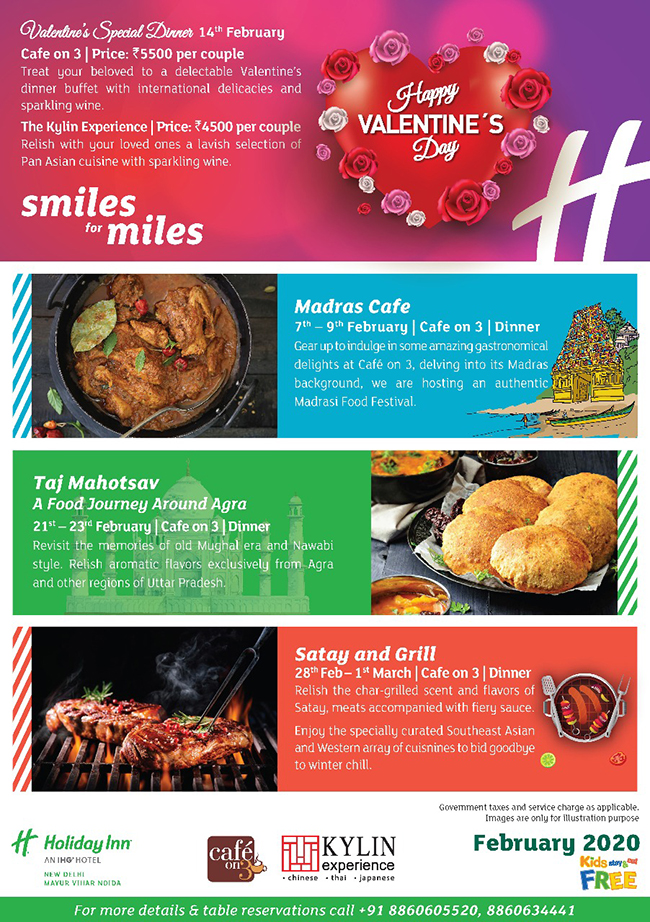 Valentine's Special Dinner 14th February
Cafe on 3 | Price: ₹5500 per couple
Treat your beloved to a delectable Valentine's
dinner buffet with international delicacies and
sparkling wine.
The Kylin Experience | Price: ₹4500 per couple
Relish with your loved ones a lavish selection of
Pan Asian cuisine with sparkling wine.
Happy
VALENTINE´S
Day
smiles
for miles
H
Madras Cafe
7th – 9th February | Cafe on 3 | Dinner
Gear up to indulge in some amazing gastronomical
delights at Café on 3, delving into its Madras
background, we are hosting an authentic
Madrasi Food Festival.
Taj Mahotsav
A Food Journey Around Agra
21st – 23rd February | Cafe on 3 | Dinner
Revisit the memories of old Mughal era and Nawabi
style. Relish aromatic flavors exclusively from Agra
and other regions of Uttar Pradesh.
Satay and Grill
28th Feb – 1st March | Cafe on 3 | Dinner
Relish the char-grilled scent and flavors of
Satay, meats accompanied with fiery sauce.
Enjoy the specially curated Southeast Asian
and Western array of cuisnines to bid goodbye
to winter chill.
Government taxes and service charge as applicable.
Images are only for illustration purpose
H Holiday Inn
AN IHG® HOTEL
NEW DELHI
MAYUR VIHAR NOIDA
café
on 3
KYLIN
experience
• chinese • thai • japanese
February 2020
Kids stay & eat
FREE
For more details & table reservations call +91 8860605520, 8860634441